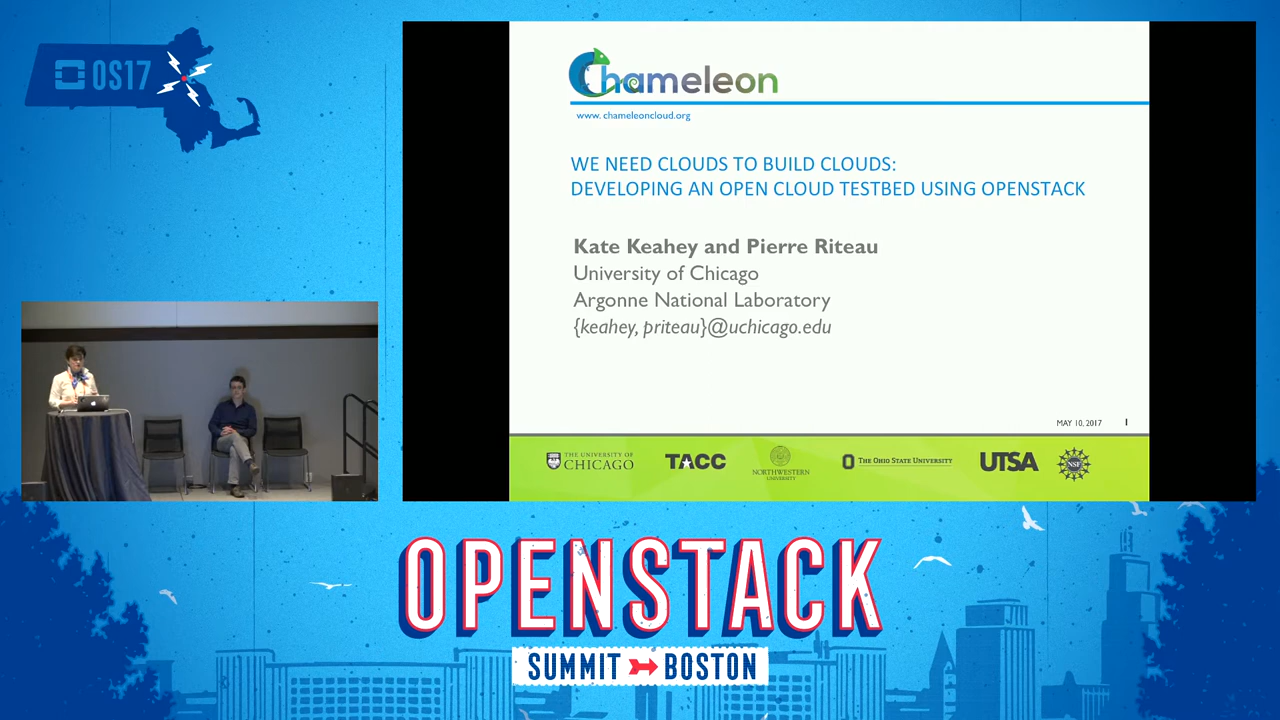 OS17
Chameleon
www. chameleoncloud.org
WE NEED CLOUDS TO BUILD CLOUDS:
DEVELOPING AN OPEN CLOUD TESTBED USING OPENSTACK
Kate Keahey and Pierre Riteau
University of Chicago
Argonne National Laboratory
{keahey, priteau}@uchicago.edu
MAY 10, 2017 1
THE UNIVERSITY OF
CHICAGO
TACC
NORTHWESTERN
UNIVERSITY
THE OHIO STATE UNIVERSITY
UTSA
NSF
OPENSTACK
SUMMIT BOSTON